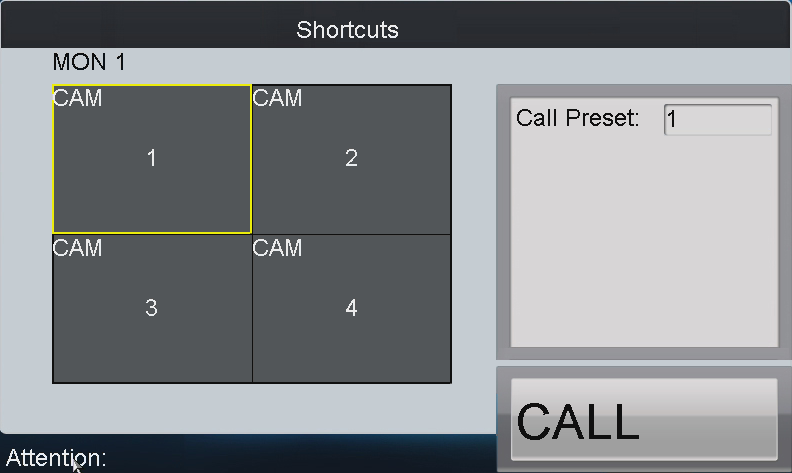 Shortcuts
MON 1
CAM
1
CAM
2
CAM
3
CAM
4
Call Preset: 1
CALL
Attention: